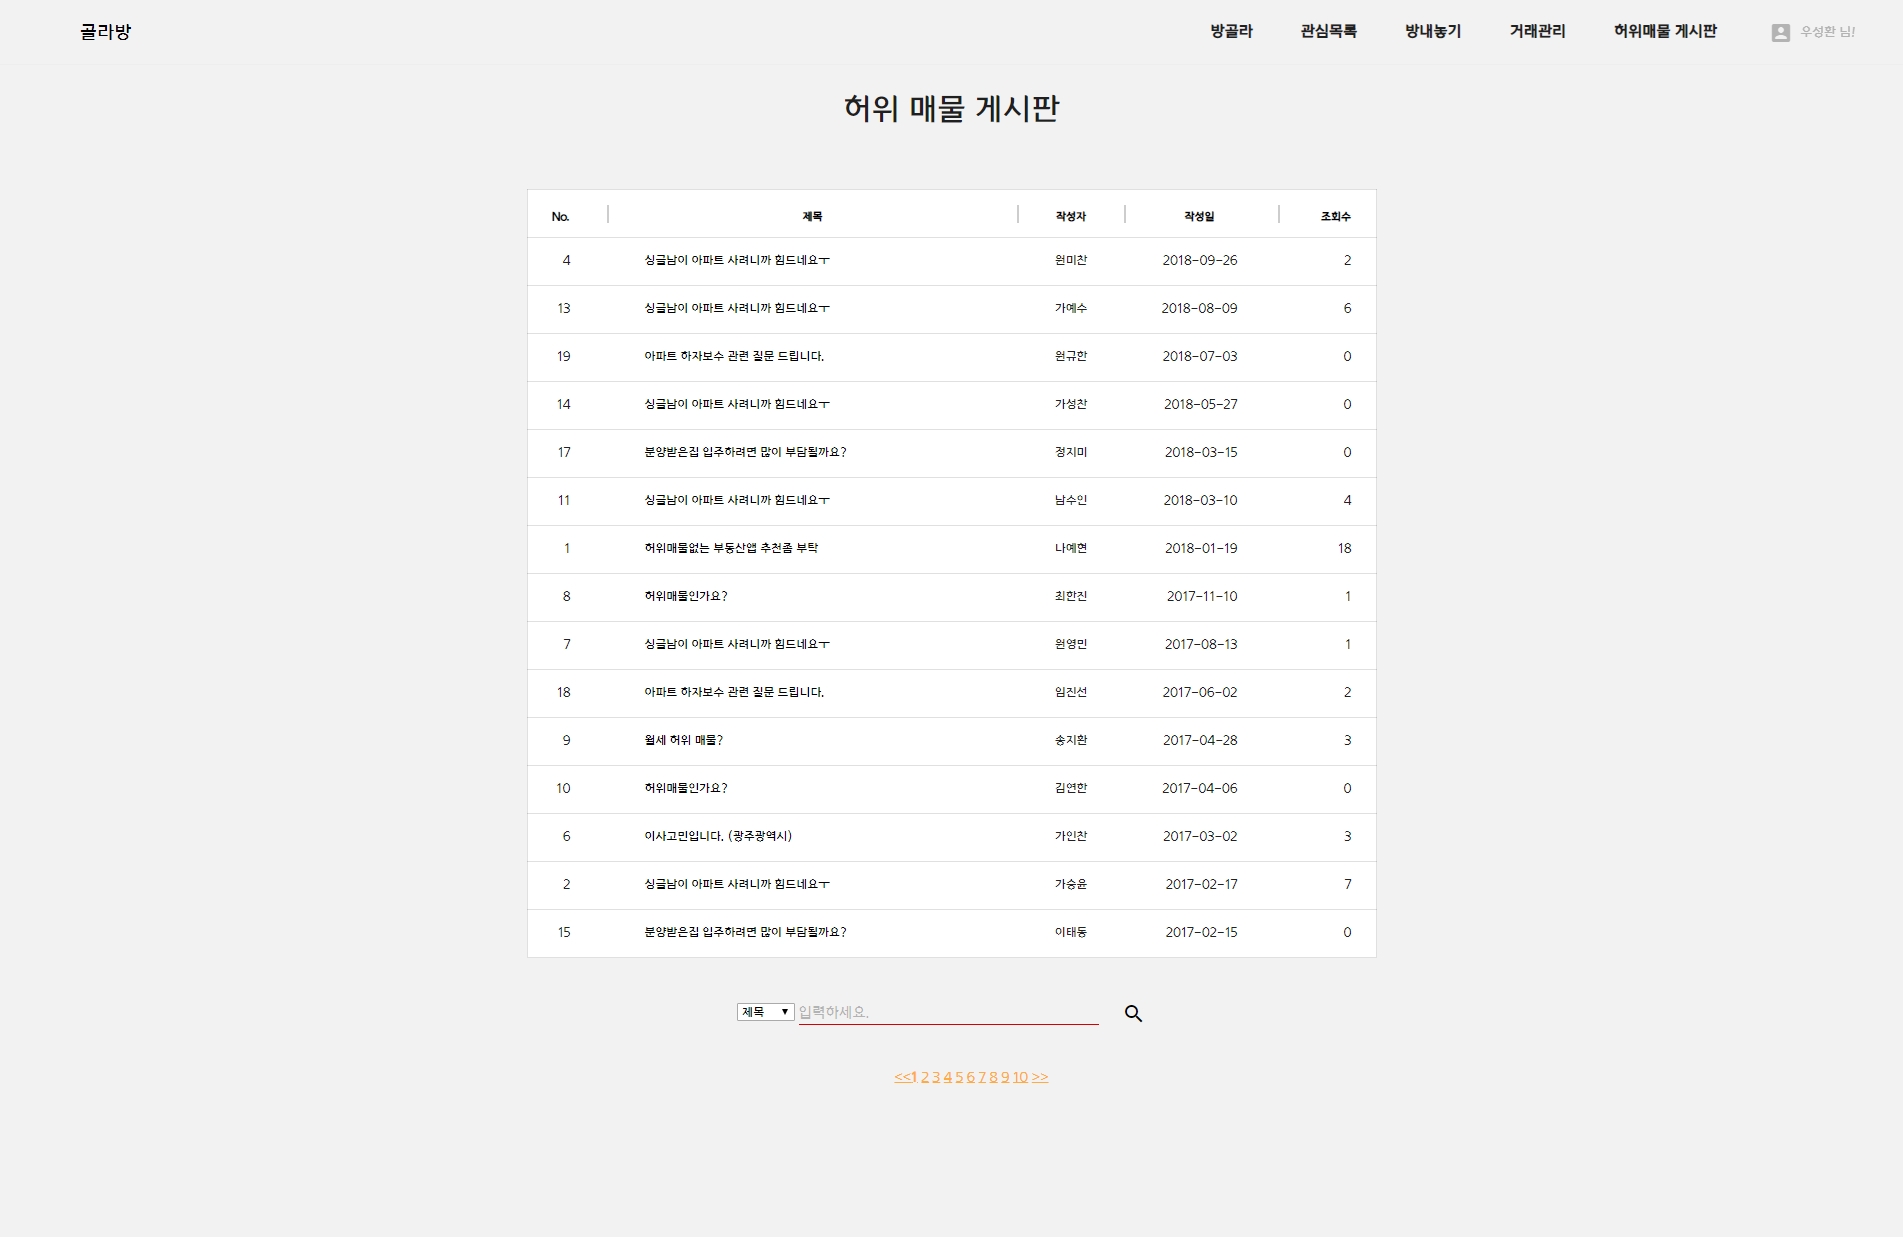 골라방 방골라 관심목록 방내놓기 거래관리 허위매물 게시판 우성환 님!
허위 매물 게시판
No. 제목 작성자 작성일 조회수
4 싱글남이 아파트 사려니까 힘드네요ㅜ 원미찬 2018-09-26 2
13 싱글남이 아파트 사려니까 힘드네요ㅜ 가예수 2018-08-09 6
19 아파트 하자보수 관련 질문 드립니다. 원규한 2018-07-03 0
14 싱글남이 아파트 사려니까 힘드네요ㅜ 가성찬 2018-05-27 0
17 분양받은집 입주하려면 많이 부담될까요? 정지미 2018-03-15 0
11 싱글남이 아파트 사려니까 힘드네요ㅜ 남수인 2018-03-10 4
1 허위매물없는 부동산앱 추천좀 부탁 나예현 2018-01-19 18
8 허위매물인가요? 최한진 2017-11-10 1
7 싱글남이 아파트 사려니까 힘드네요ㅜ 원영민 2017-08-13 1
18 아파트 하자보수 관련 질문 드립니다. 임진선 2017-06-02 2
9 월세 허위 매물? 송지환 2017-04-28 3
10 허위매물인가요? 김연한 2017-04-06 0
6 이사고민입니다. (광주광역시) 가인찬 2017-03-02 3
2 싱글남이 아파트 사려니까 힘드네요ㅜ 가승윤 2017-02-17 7
15 분양받은집 입주하려면 많이 부담될까요? 이태동 2017-02-15 0
제목 입력하세요.
<<1 2 3 4 5 6 7 8 9 10 >>